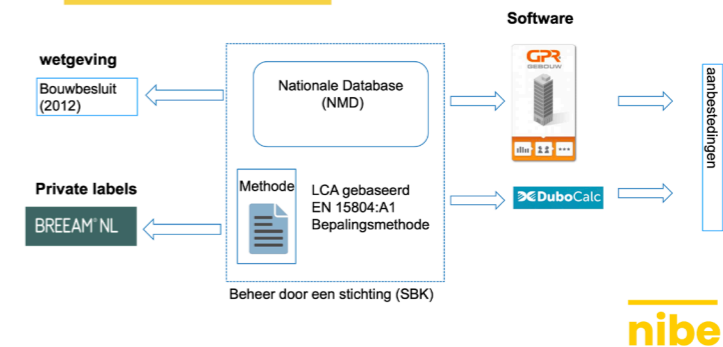 Software
wetgeving
Bouwbesluit
(2012)
Nationale Database
(NMD)
GPR
GEBOUW
aanbestedingen
Private labels
BREEAM® NL
Methode
LCA gebaseerd
EN 15804:A1
Bepalingsmethode
DuboCalc
Beheer door een stichting (SBK)
nibe